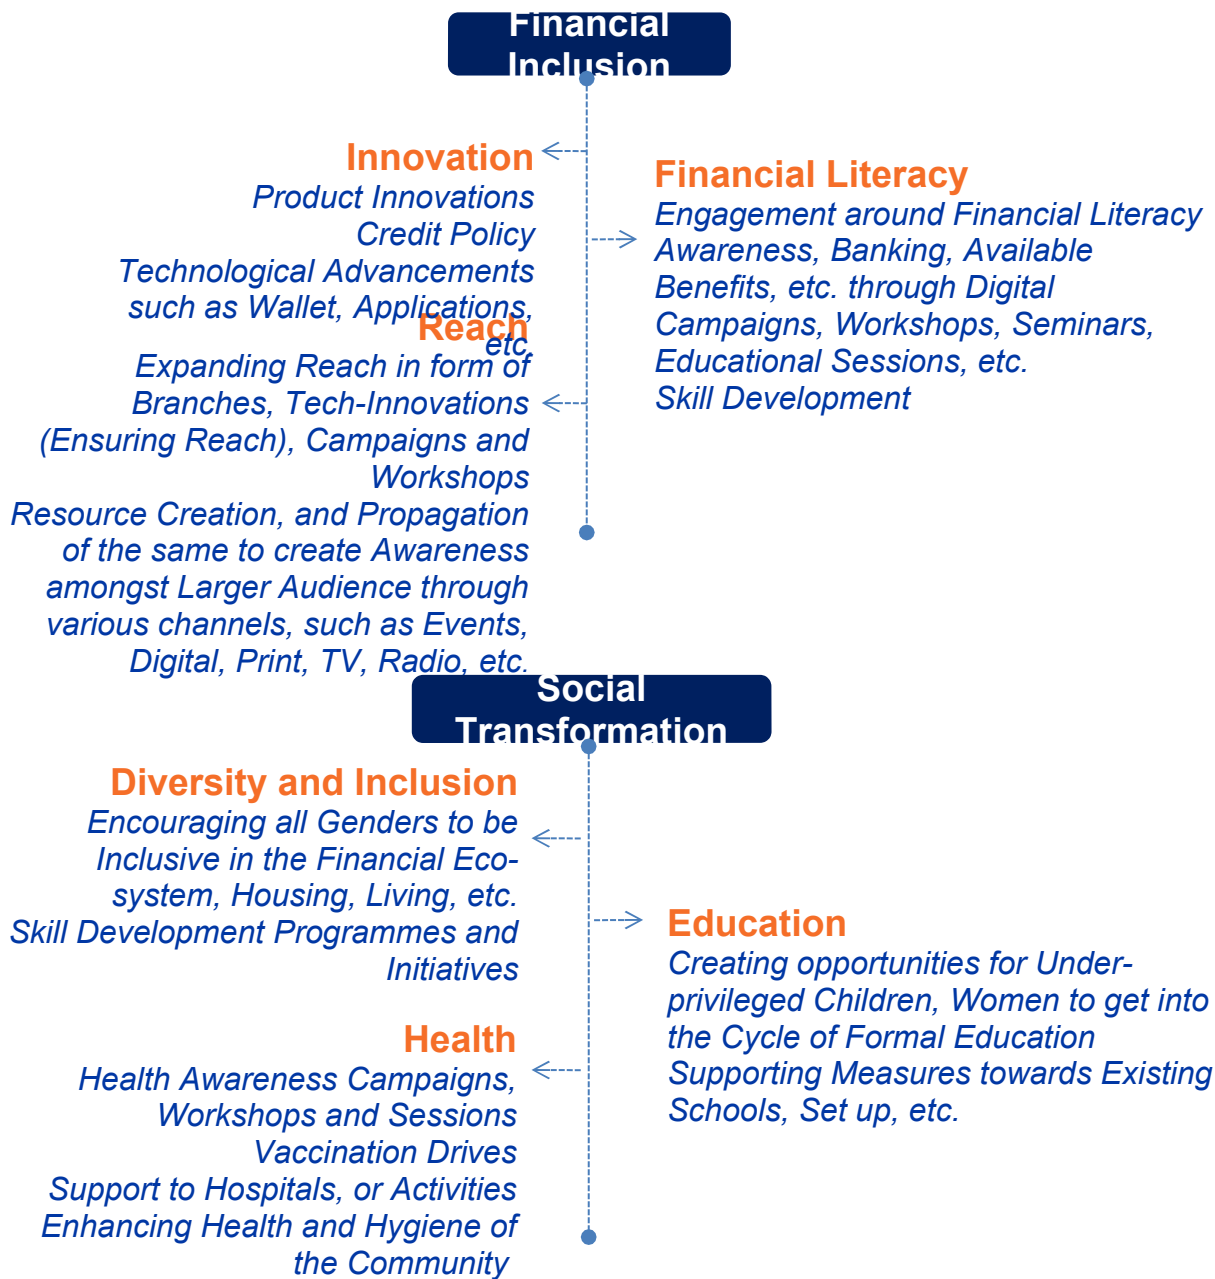 Financial
Inclusion
Innovation
Product Innovations
Credit Policy
Technological Advancements
such as Wallet, Applications,
etc.
Reach
Expanding Reach in form of
Branches, Tech-Innovations
(Ensuring Reach), Campaigns and
Workshops
Resource Creation, and Propagation
of the same to create Awareness
amongst Larger Audience through
various channels, such as Events,
Digital, Print, TV, Radio, etc.
Financial Literacy
Engagement around Financial Literacy
Awareness, Banking, Available
Benefits, etc. through Digital
Campaigns, Workshops, Seminars,
Educational Sessions, etc.
Skill Development
Social
Transformation
Diversity and Inclusion
Encouraging all Genders to be
Inclusive in the Financial Eco-
system, Housing, Living, etc.
Skill Development Programmes and
Initiatives
Health
Health Awareness Campaigns,
Workshops and Sessions
Vaccination Drives
Support to Hospitals, or Activities
Enhancing Health and Hygiene of
the Community
Education
Creating opportunities for Under-
privileged Children, Women to get into
the Cycle of Formal Education
Supporting Measures towards Existing
Schools, Set up, etc.